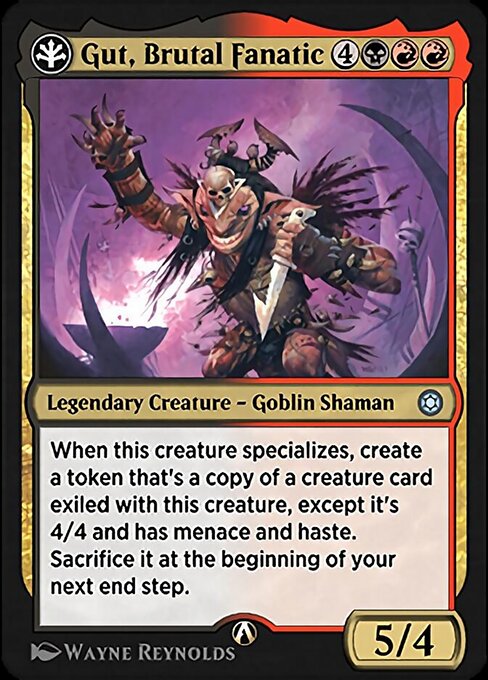 Gut, Brutal Fanatic 4
Legendary Creature – Goblin Shaman
When this creature specializes, create
a token that's a copy of a creature card
exiled with this creature, except it's
4/4 and has menace and haste.
Sacrifice it at the beginning of your
next end step.
5/4
Wayne Reynolds